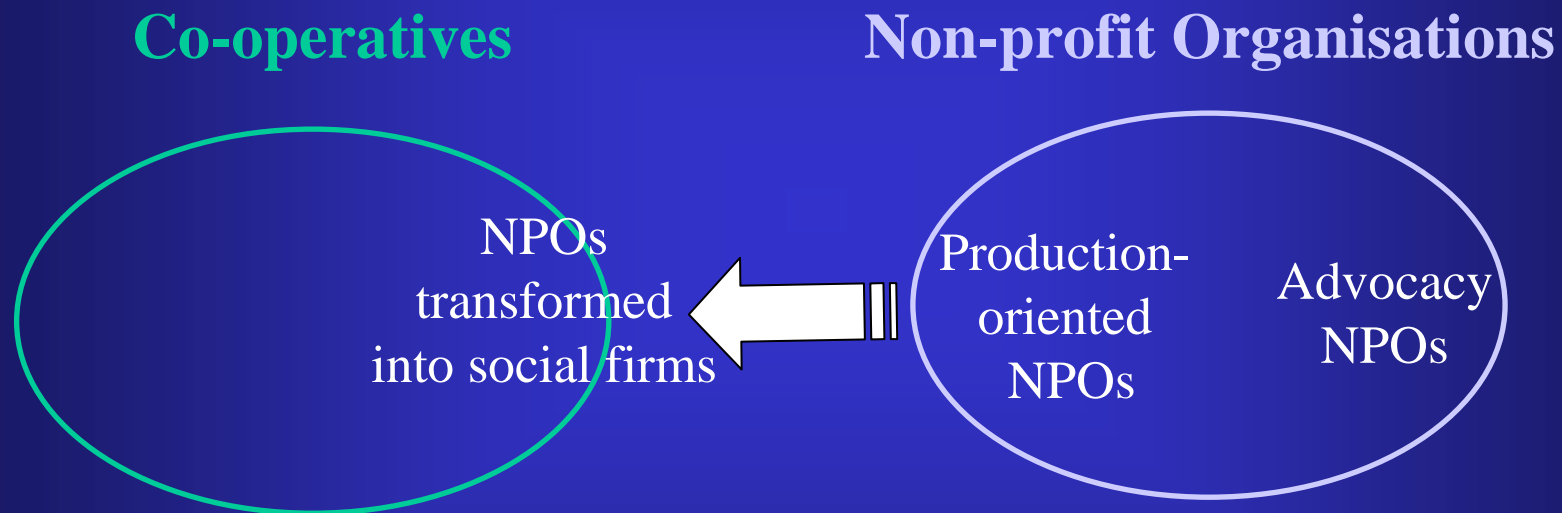 Co-operatives
Non-profit Organisations
NPOs
transformed
into social firms
Production-
oriented
NPOs
Advocacy
NPOs